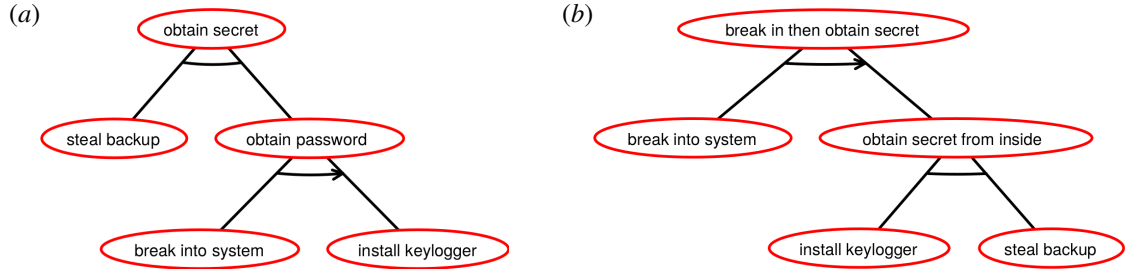 (a)
obtain secret
steal backup
obtain password
break into system
install keylogger
(b)
break in then obtain secret
break into system
obtain secret from inside
install keylogger
steal backup